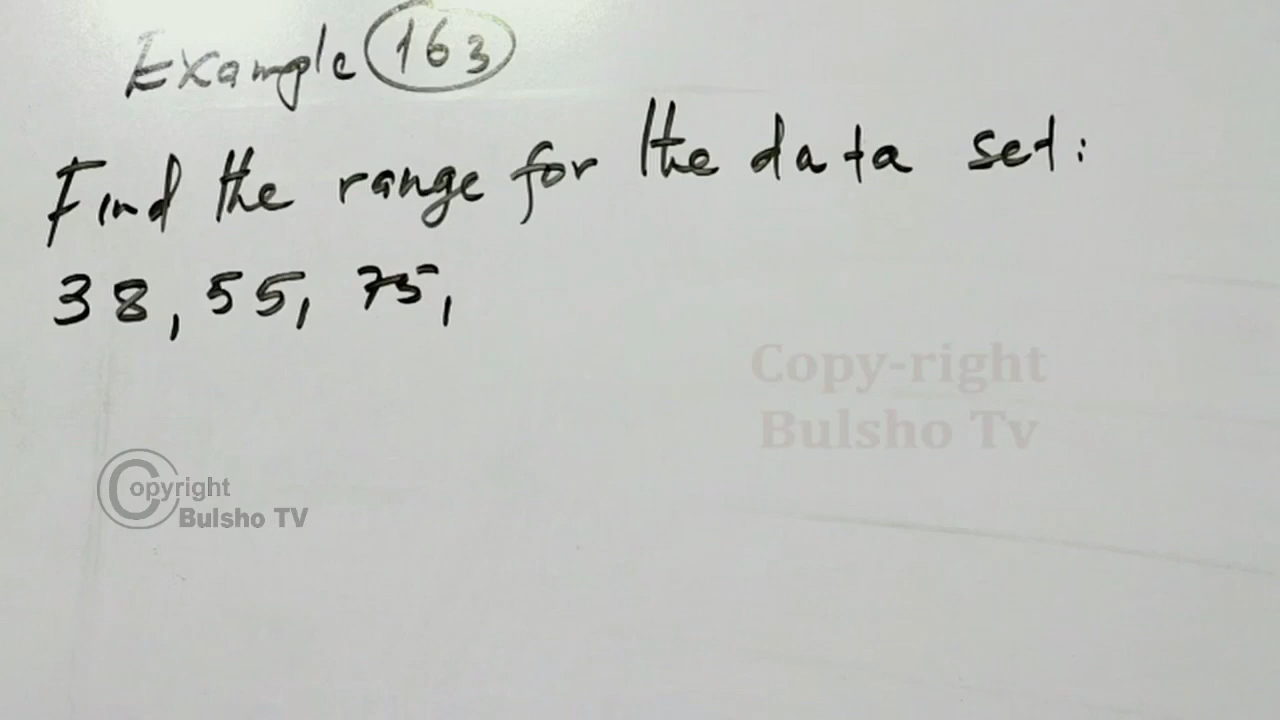 Example 163
Find the range for the data set:
38, 55, 75,
Copy-right
Bulsho Tv
Copyright
Bulsho TV